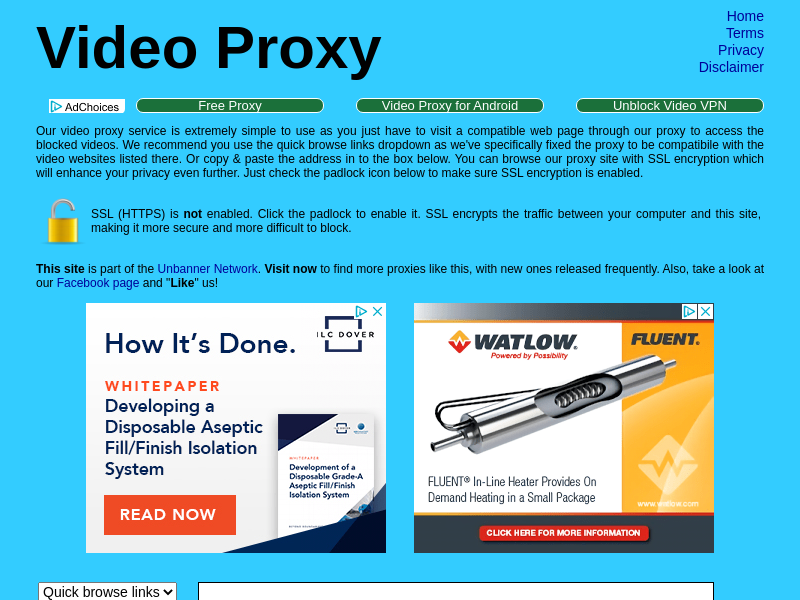 Video Proxy
Home
Terms
Privacy
Disclaimer
AdChoices
Free Proxy
Video Proxy for Android
Unblock Video VPN
Our video proxy service is extremely simple to use as you just have to visit a compatible web page through our proxy to access the
blocked videos. We recommend you use the quick browse links dropdown as we've specifically fixed the proxy to be compatibile with the
video websites listed there. Or copy & paste the address in to the box below. You can browse our proxy site with SSL encryption which
will enhance your privacy even further. Just check the padlock icon below to make sure SSL encryption is enabled.
SSL (HTTPS) is not enabled. Click the padlock to enable it. SSL encrypts the traffic between your computer and this site,
making it more secure and more difficult to block.
This site is part of the Unbanner Network. Visit now to find more proxies like this, with new ones released frequently. Also, take a look at
our Facebook page and "Like" us!
How It's Done.
ILC DOVER
WHITEPAPER
Developing a
Disposable Aseptic
Fill/Finish Isolation
System
READ NOW
WHITEPAPER
Development of a
Disposable Grade-A
Aseptic Fill/Finish
Isolation System
WATLOW.
Powered by Possibility
FLUENT.
FLUENT® In-Line Heater Provides On
Demand Heating in a Small Package
www.watlow.com
CLICK HERE FOR MORE INFORMATION
Quick browse links